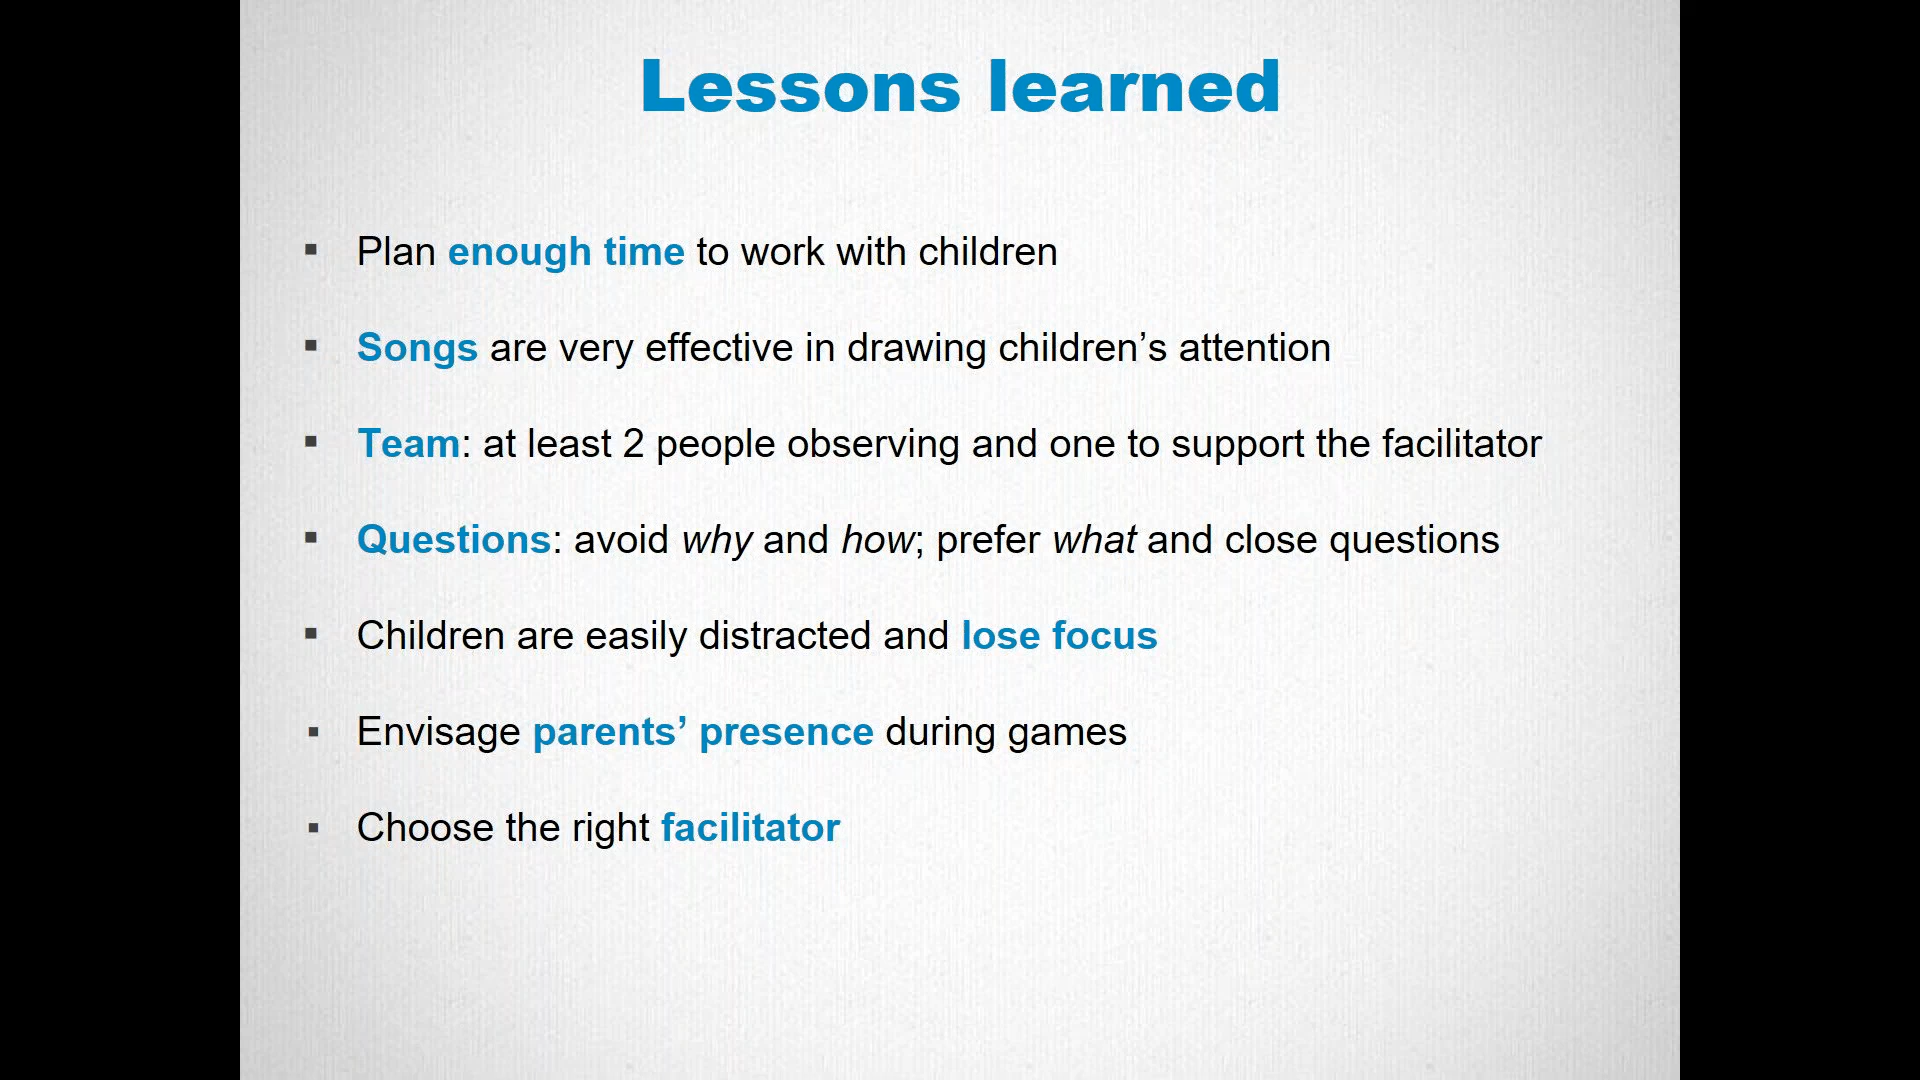 Lessons learned
▪ Plan enough time to work with children
▪ Songs are very effective in drawing children’s attention
▪ Team: at least 2 people observing and one to support the facilitator
▪ Questions: avoid why and how; prefer what and close questions
▪ Children are easily distracted and lose focus
▪ Envisage parents’ presence during games
▪ Choose the right facilitator